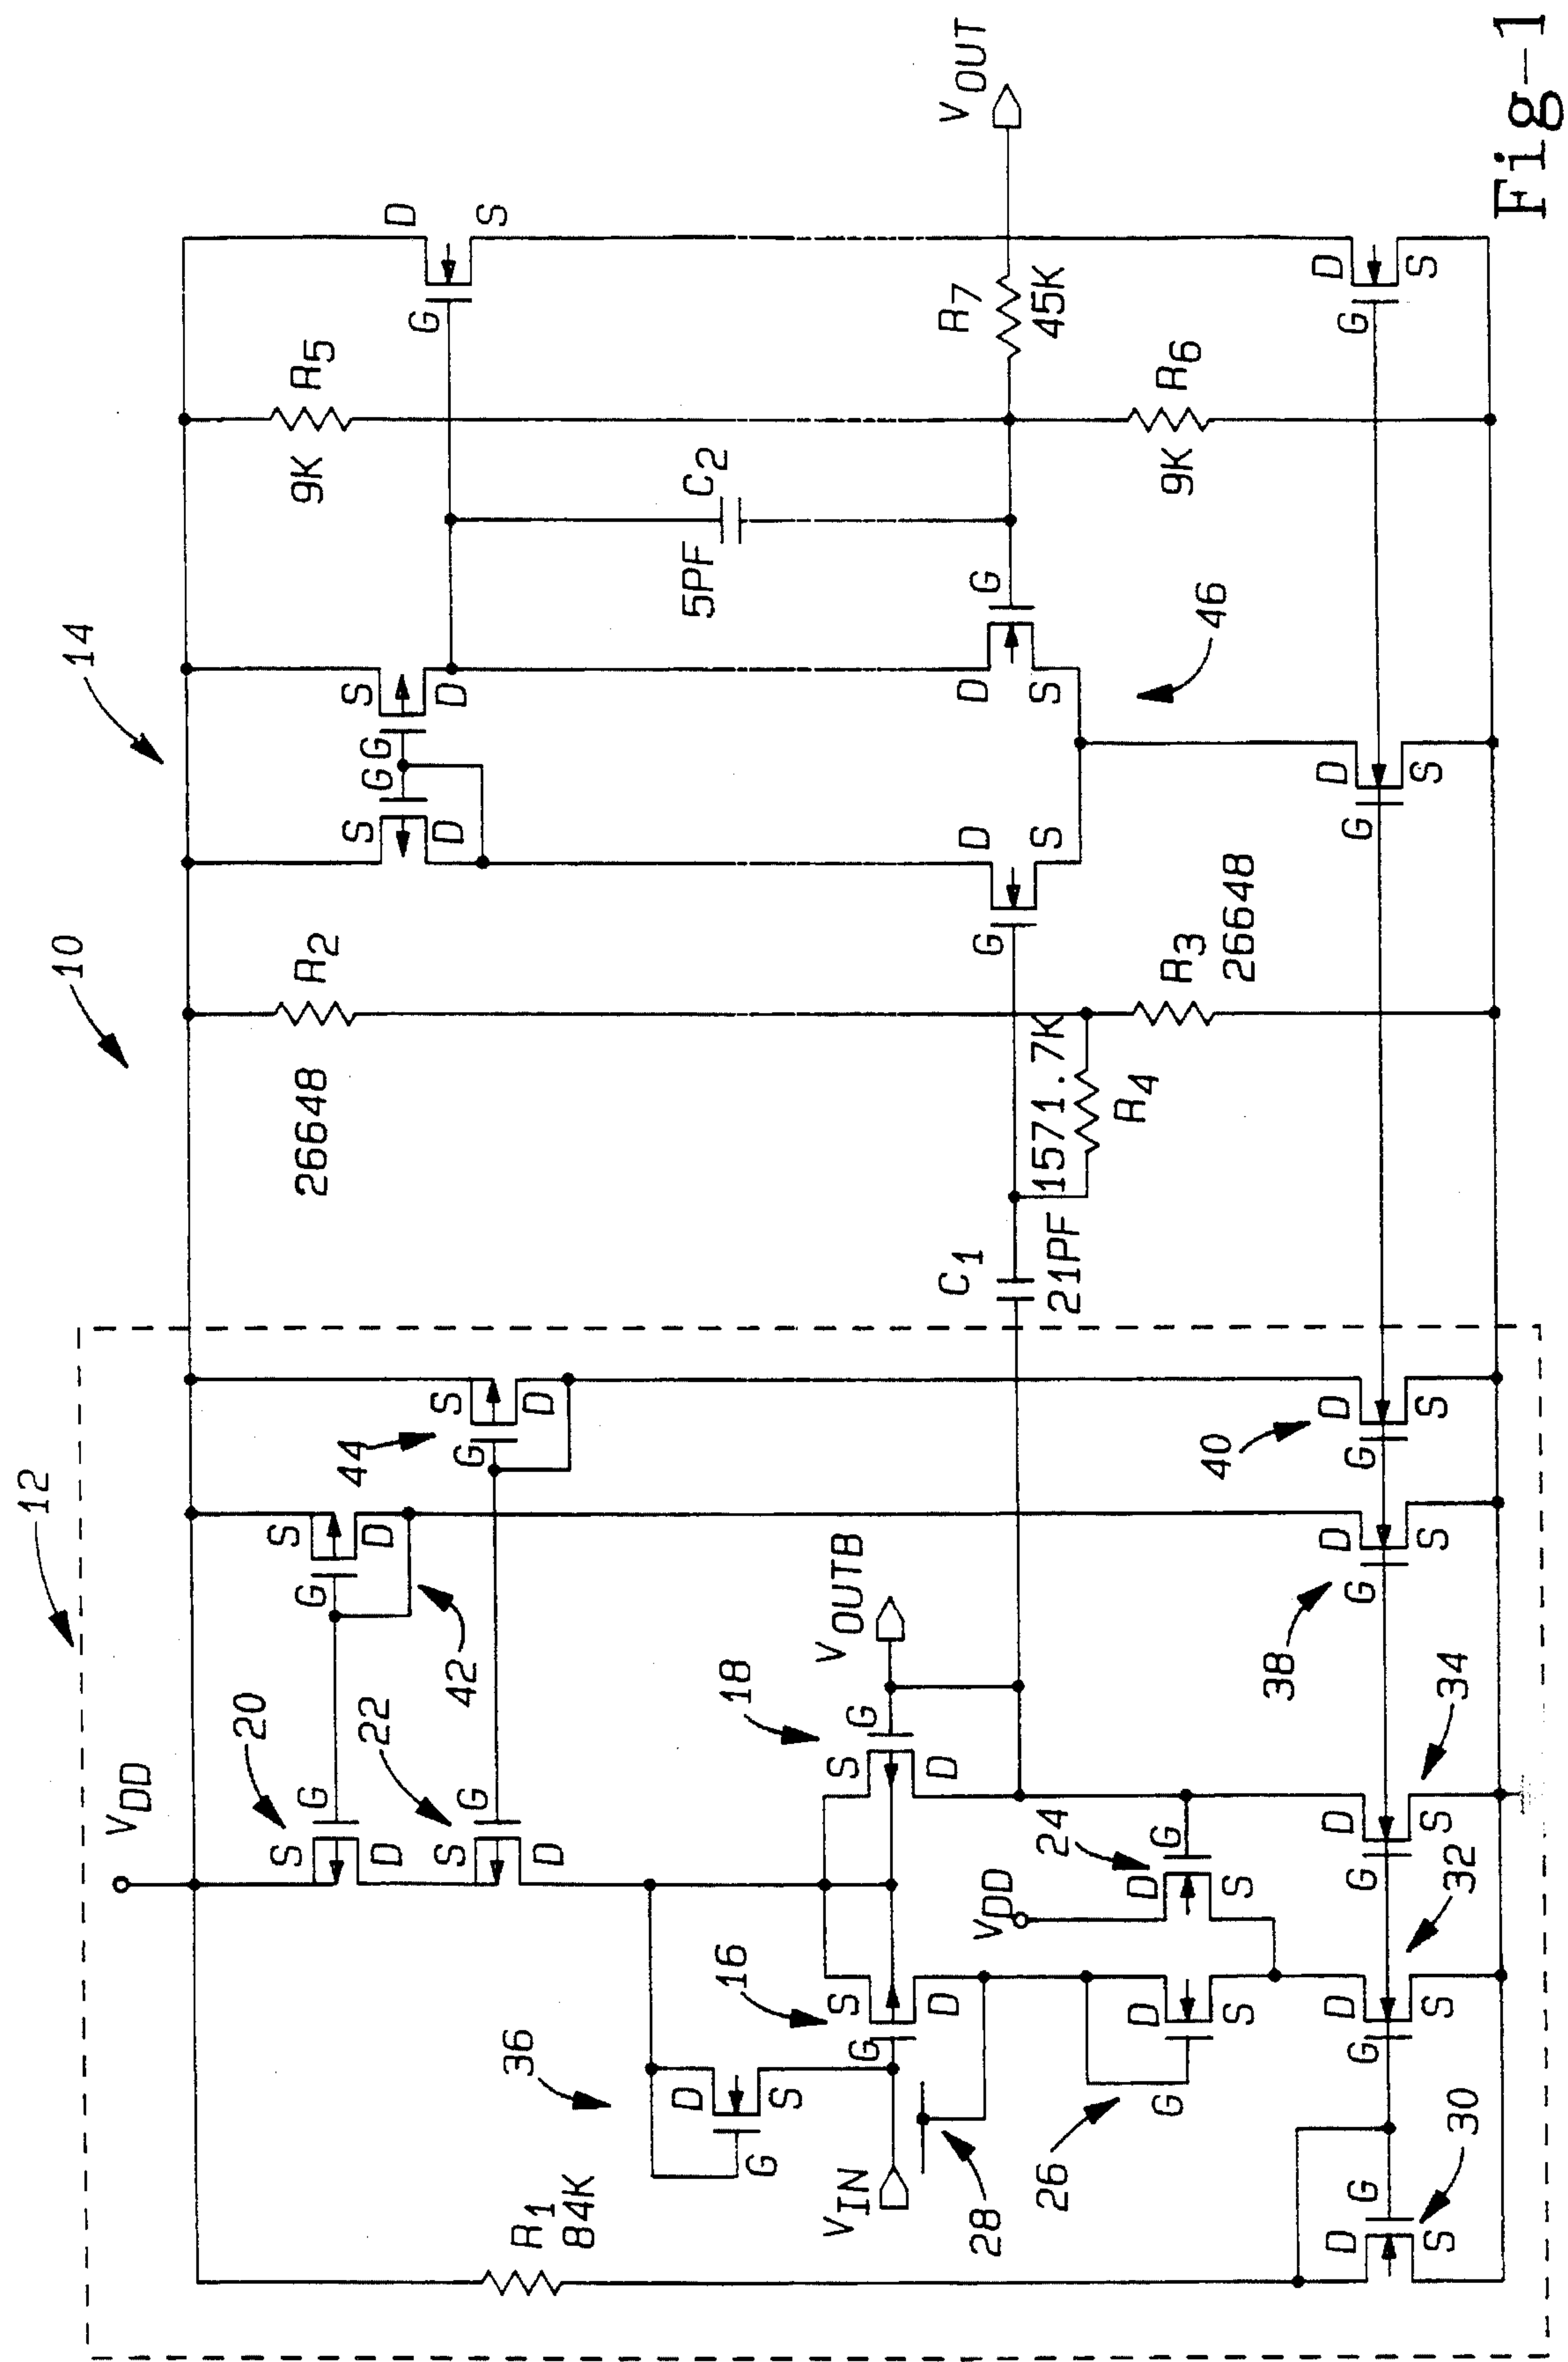 10
12
14
V_DD
20
S
G
D
22
S
G
D
42
S
G
D
44
S
G
D
R1
84K
36
D
G
S
16
S
G
D
18
S
G
D
V_IN
V_OUTB
28
26
D
G
S
24
V_DD
D
G
S
30
D
G
S
32
D
G
S
34
D
G
S
38
D
G
S
40
D
G
S
C1
21PF
1571.7K
R4
R2
26648
R3
26648
S
G
D
S
G
D
D
G
S
D
G
S
46
D
G
S
C2
5PF
R5
9K
R6
9K
R7
45K
D
G
S
D
G
S
V_OUT
Fig-1